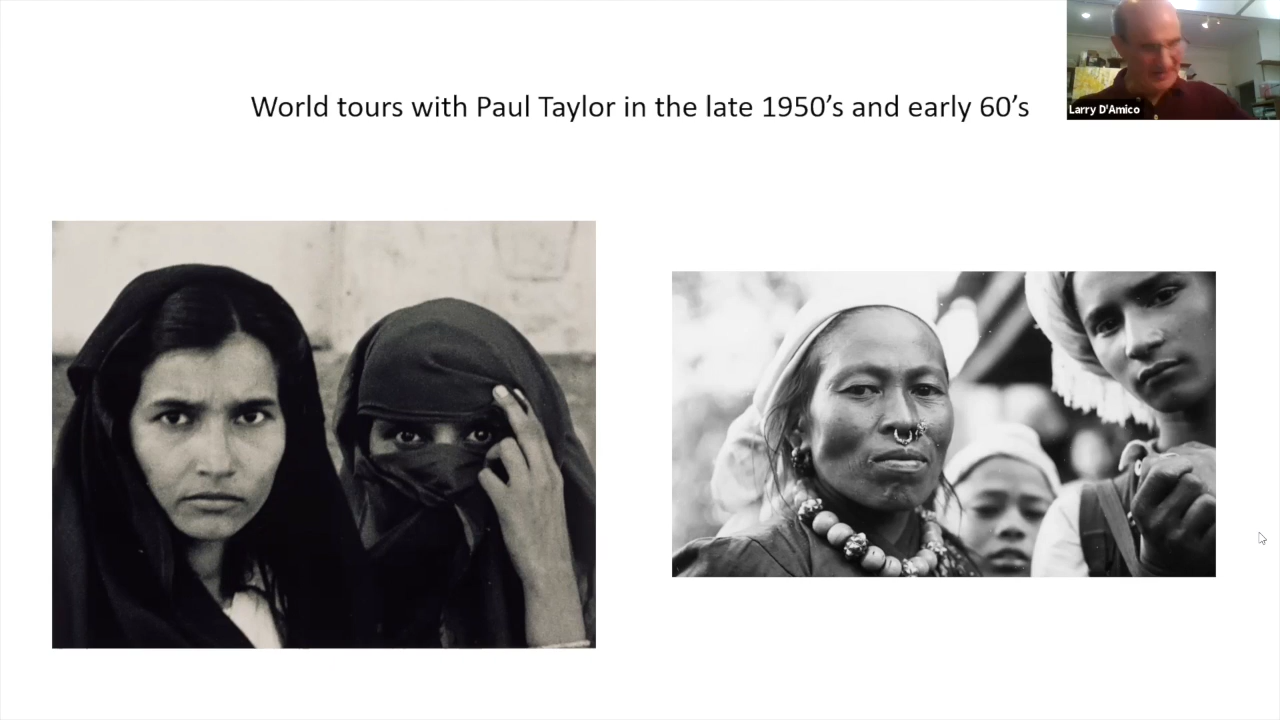 World tours with Paul Taylor in the late 1950’s and early 60’s
Larry D'Amico